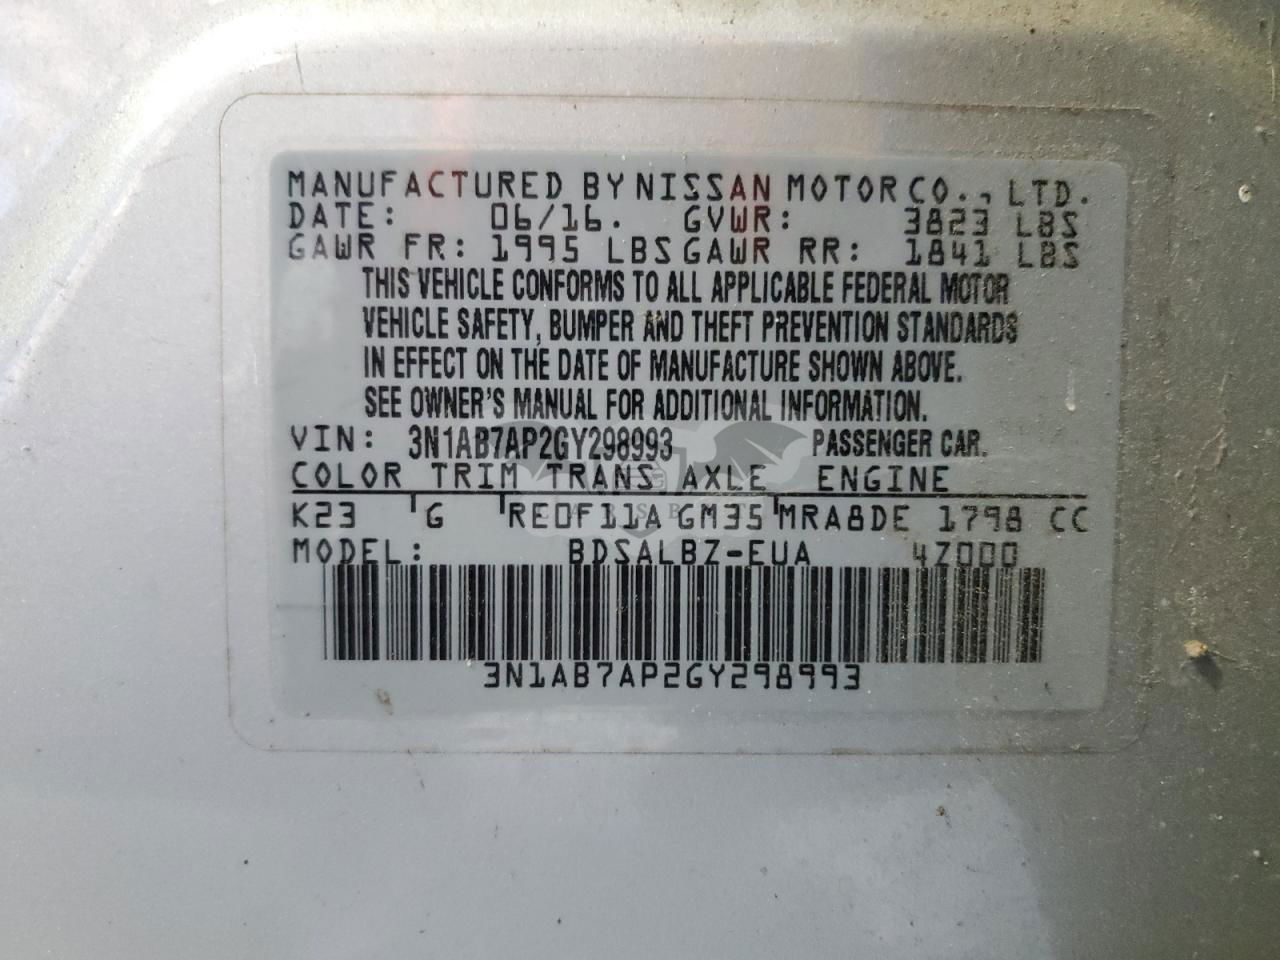 MANUFACTURED BY NISSAN MOTOR CO., LTD.
DATE: 06/16. GVWR: 3823 LBS
GAWR FR: 1995 LBS GAWR RR: 1841 LBS
THIS VEHICLE CONFORMS TO ALL APPLICABLE FEDERAL MOTOR
VEHICLE SAFETY, BUMPER AND THEFT PREVENTION STANDARDS
IN EFFECT ON THE DATE OF MANUFACTURE SHOWN ABOVE.
SEE OWNER'S MANUAL FOR ADDITIONAL INFORMATION.
VIN: 3N1AB7AP2GY298993 PASSENGER CAR.
COLOR TRIM TRANS AXLE ENGINE
K23 G RE0F11A GM35 MRA8DE 1798 CC
MODEL: BDSALBZ-EUA 4Z000
3N1AB7AP2GY298993